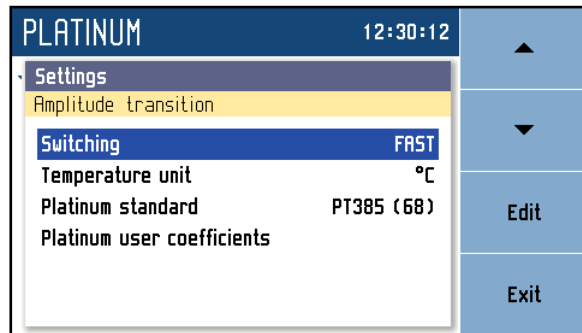 PLATINUM 12:30:12
Settings
Amplitude transition
Switching FAST
Temperature unit °C
Platinum standard PT385 (68)
Platinum user coefficients
Edit
Exit